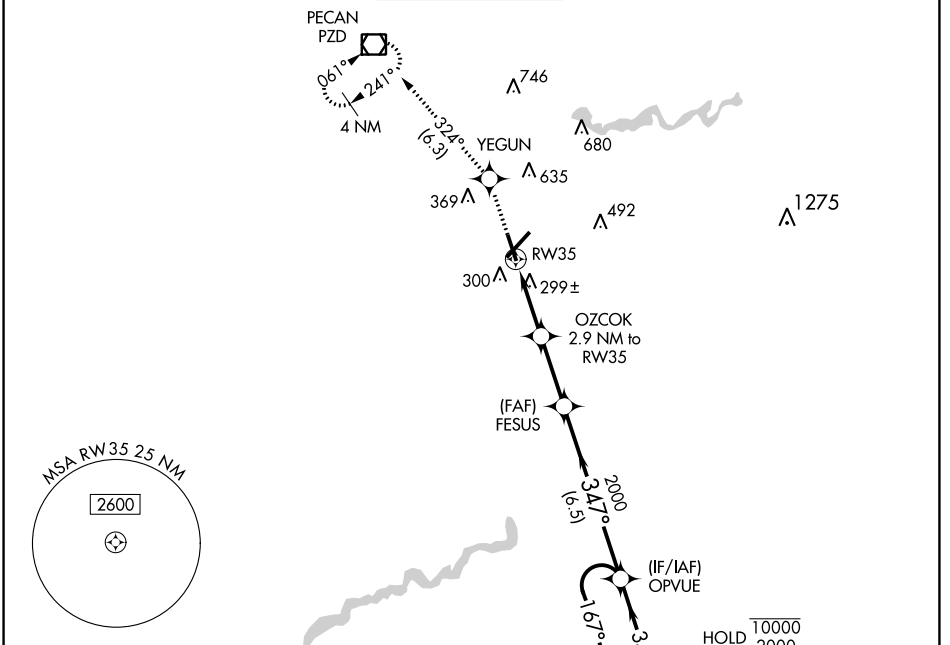 PECAN
PZD
061°
241°
4 NM
324°
(6.3)
746
680
YEGUN
635
369
492
1275
RW35
300
299±
OZCOK
2.9 NM to
RW35
(FAF)
FESUS
MSA RW35 25 NM
2600
2000
347°
(6.5)
(IF/IAF)
OPVUE
167°
3
HOLD 10000